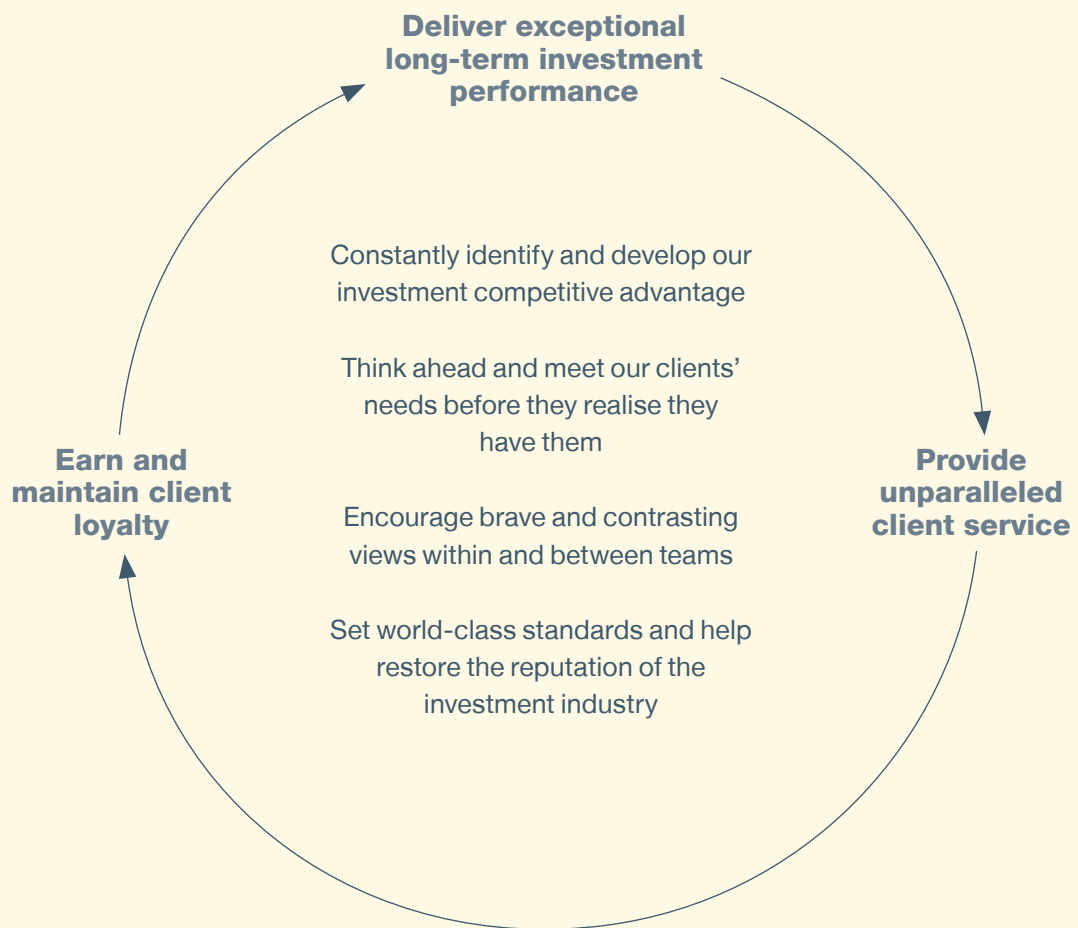 Deliver exceptional
long-term investment
performance
Constantly identify and develop our
investment competitive advantage
Think ahead and meet our clients’
needs before they realise they
have them
Earn and
maintain client
loyalty
Provide
unparalleled
client service
Encourage brave and contrasting
views within and between teams
Set world-class standards and help
restore the reputation of the
investment industry